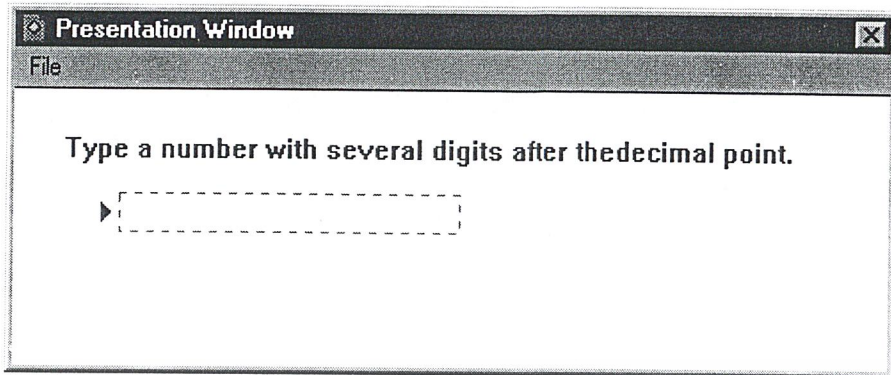 Presentation Window
File
Type a number with several digits after thedecimal point.